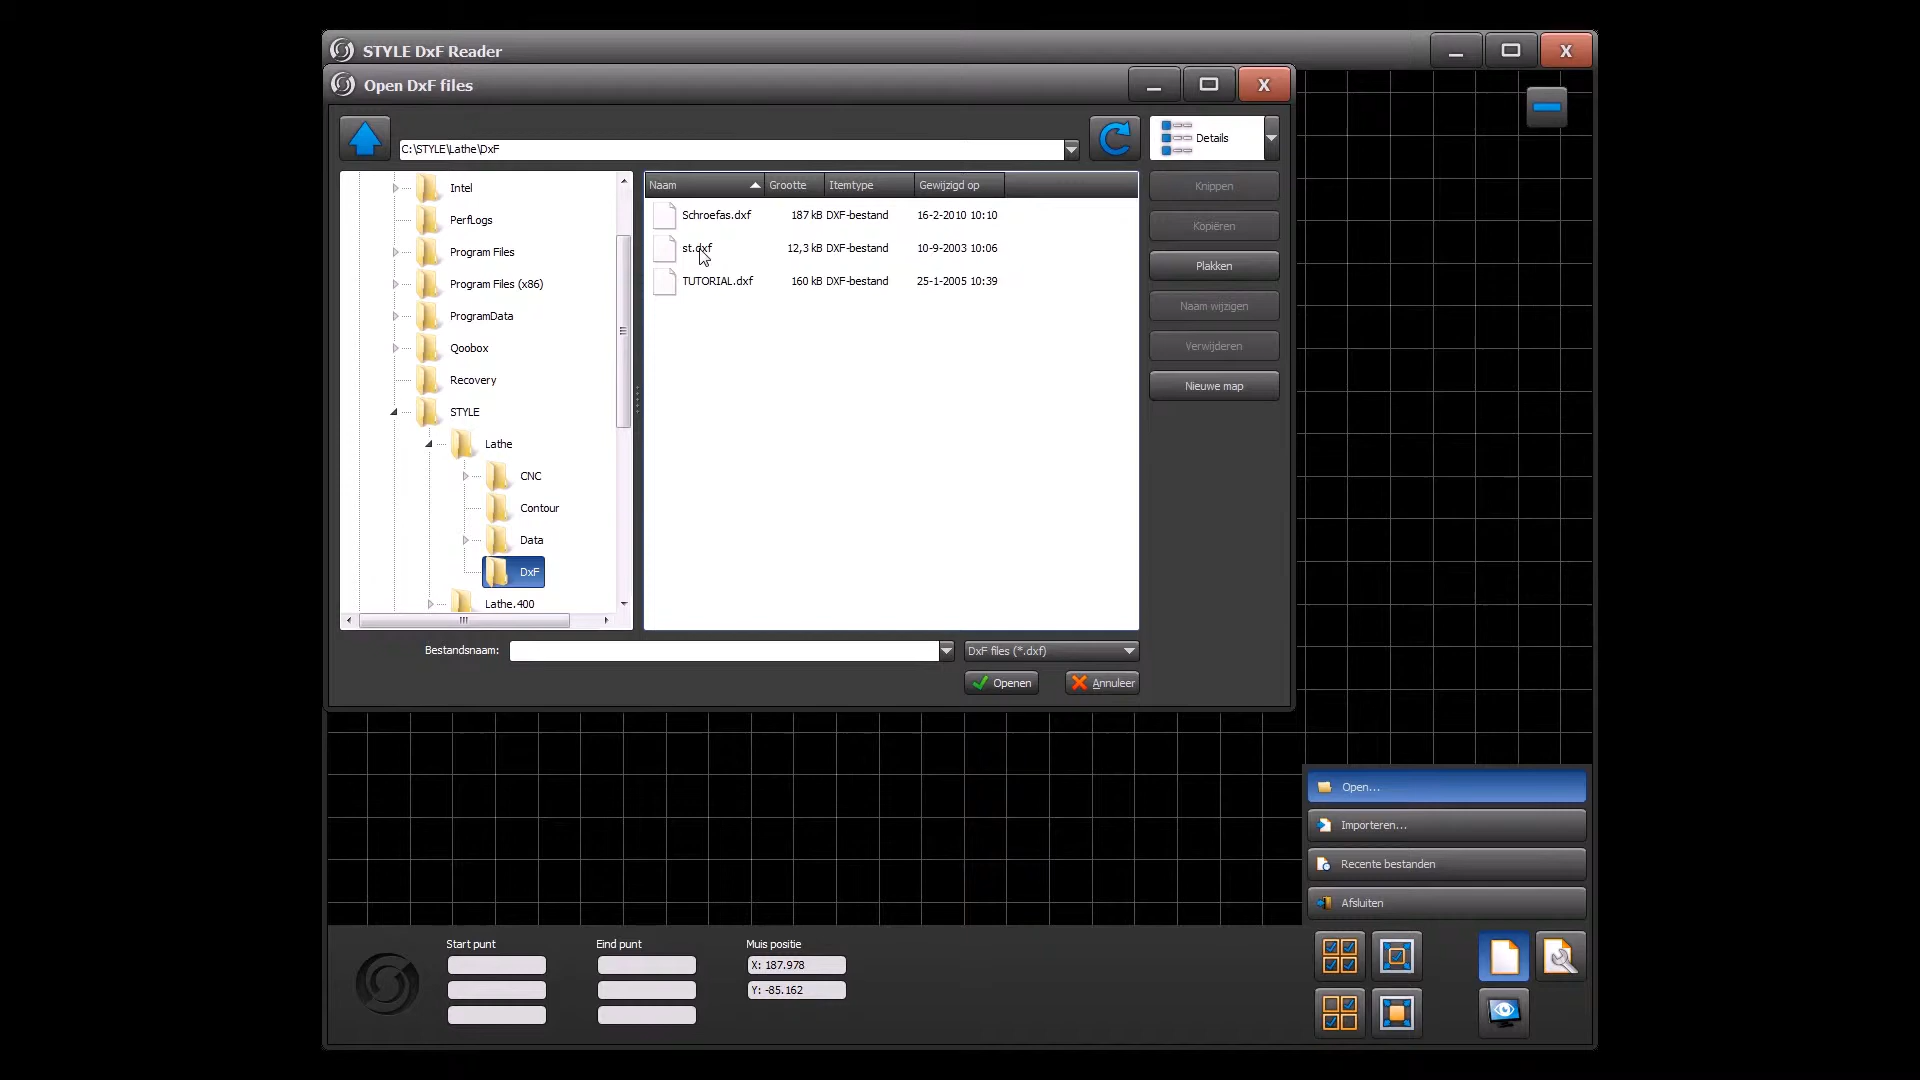 STYLE DxF Reader
X
Open DxF files
X
C:\STYLE\Lathe\DxF
Details
Intel
PerfLogs
Program Files
Program Files (x86)
ProgramData
Qoobox
Recovery
STYLE
Lathe
CNC
Contour
Data
DxF
Lathe.400
Naam Grootte Itemtype Gewijzigd op
Schroefas.dxf 187 kB DXF-bestand 16-2-2010 10:10
st.dxf 12,3 kB DXF-bestand 10-9-2003 10:06
TUTORIAL.dxf 160 kB DXF-bestand 25-1-2005 10:39
Knippen
Kopiëren
Plakken
Naam wijzigen
Verwijderen
Nieuwe map
Bestandsnaam:
DxF files (*.dxf)
Openen
Annuleer
Open...
Importeren...
Recente bestanden
Afsluiten
Start punt
Eind punt
Muis positie
X: 187.978
Y: -85.162